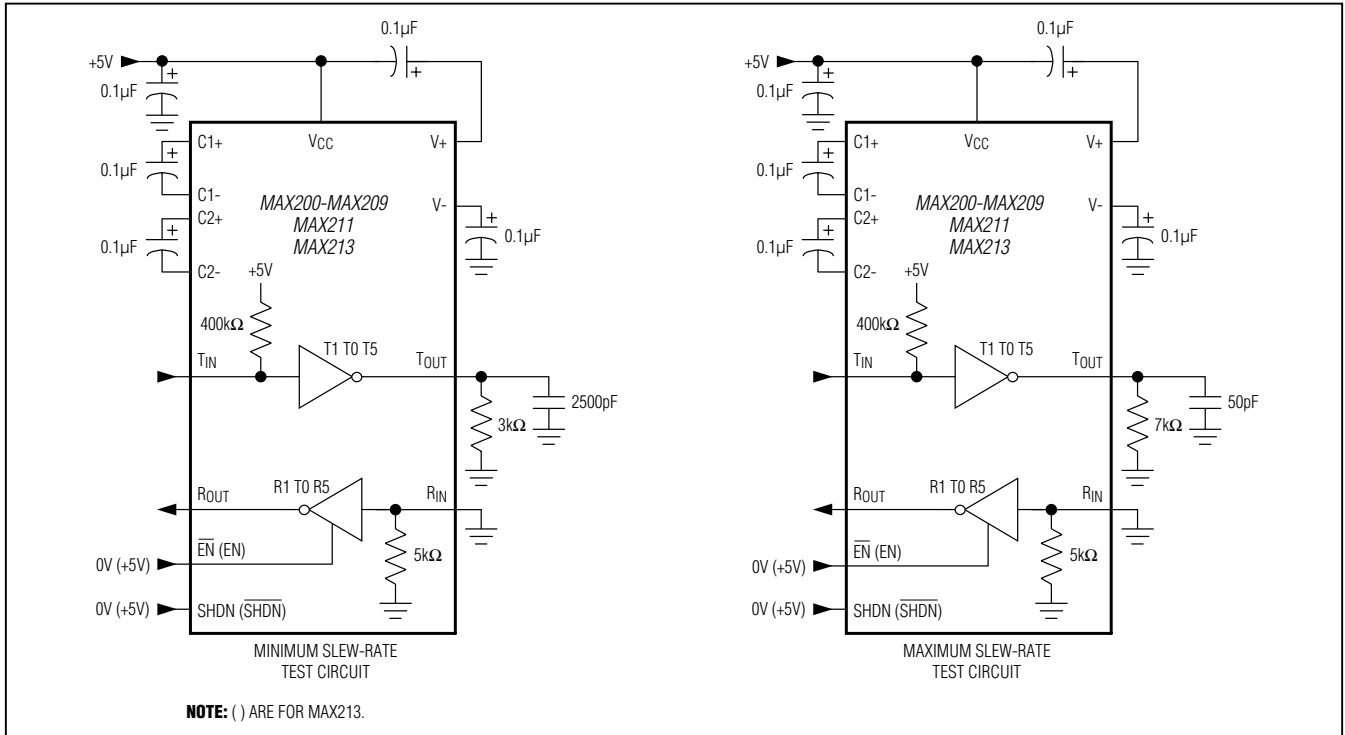 0.1µF
+5V
+
+
0.1µF
C1+
VCC
V+
+
0.1µF
C1-
MAX200-MAX209
V-
C2+
MAX211
+
+
0.1µF
MAX213
0.1µF
C2-
+5V
400kΩ
T1 TO T5
TIN
TOUT
2500pF
3kΩ
R1 TO R5
ROUT
RIN
EN (EN)
5kΩ
0V (+5V)
0V (+5V)
SHDN (SHDN)
MINIMUM SLEW-RATE
TEST CIRCUIT
0.1µF
+5V
+
+
0.1µF
C1+
VCC
V+
+
0.1µF
C1-
MAX200-MAX209
V-
C2+
MAX211
+
+
0.1µF
MAX213
0.1µF
C2-
+5V
400kΩ
T1 TO T5
TIN
TOUT
50pF
7kΩ
R1 TO R5
ROUT
RIN
EN (EN)
5kΩ
0V (+5V)
0V (+5V)
SHDN (SHDN)
MAXIMUM SLEW-RATE
TEST CIRCUIT
NOTE: ( ) ARE FOR MAX213.